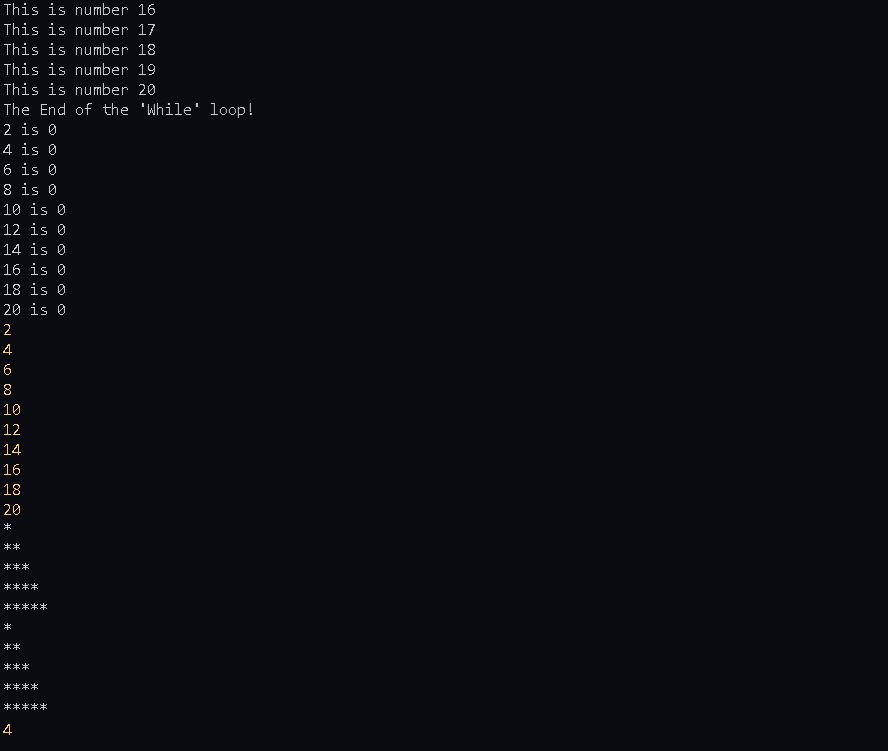 This is number 16
This is number 17
This is number 18
This is number 19
This is number 20
The End of the 'While' loop!
2 is 0
4 is 0
6 is 0
8 is 0
10 is 0
12 is 0
14 is 0
16 is 0
18 is 0
20 is 0
2
4
6
8
10
12
14
16
18
20
*
**
***
****
*****
*
**
***
****
*****
4